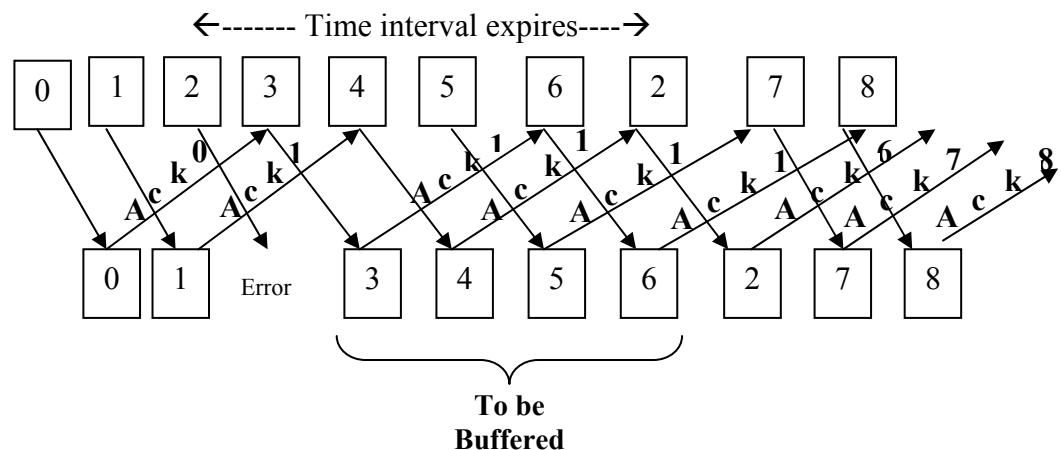 ←------- Time interval expires----→
0 1 2 3 4 5 6 2 7 8
Ack0 Ack1 Ack1 Ack1 Ack1 Ack1 Ack6 Ack7 Ack8
0 1 Error 3 4 5 6 2 7 8
To be
Buffered